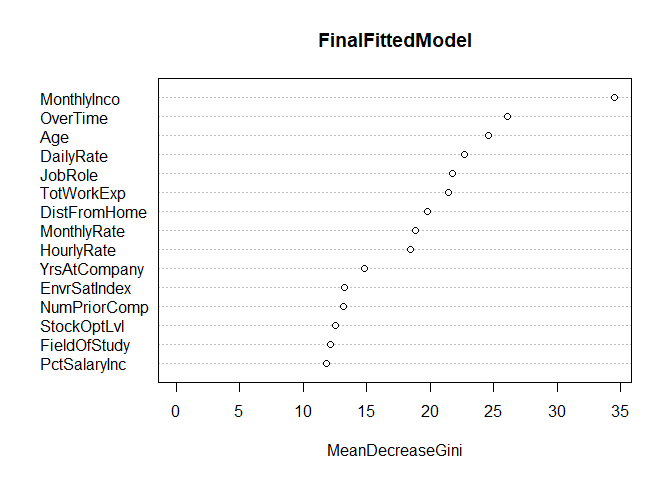 FinalFittedModel
MonthlyInco
OverTime
Age
DailyRate
JobRole
TotWorkExp
DistFromHome
MonthlyRate
HourlyRate
YrsAtCompany
EnvrSatIndex
NumPriorComp
StockOptLvl
FieldOfStudy
PctSalaryInc
0 5 10 15 20 25 30 35
MeanDecreaseGini